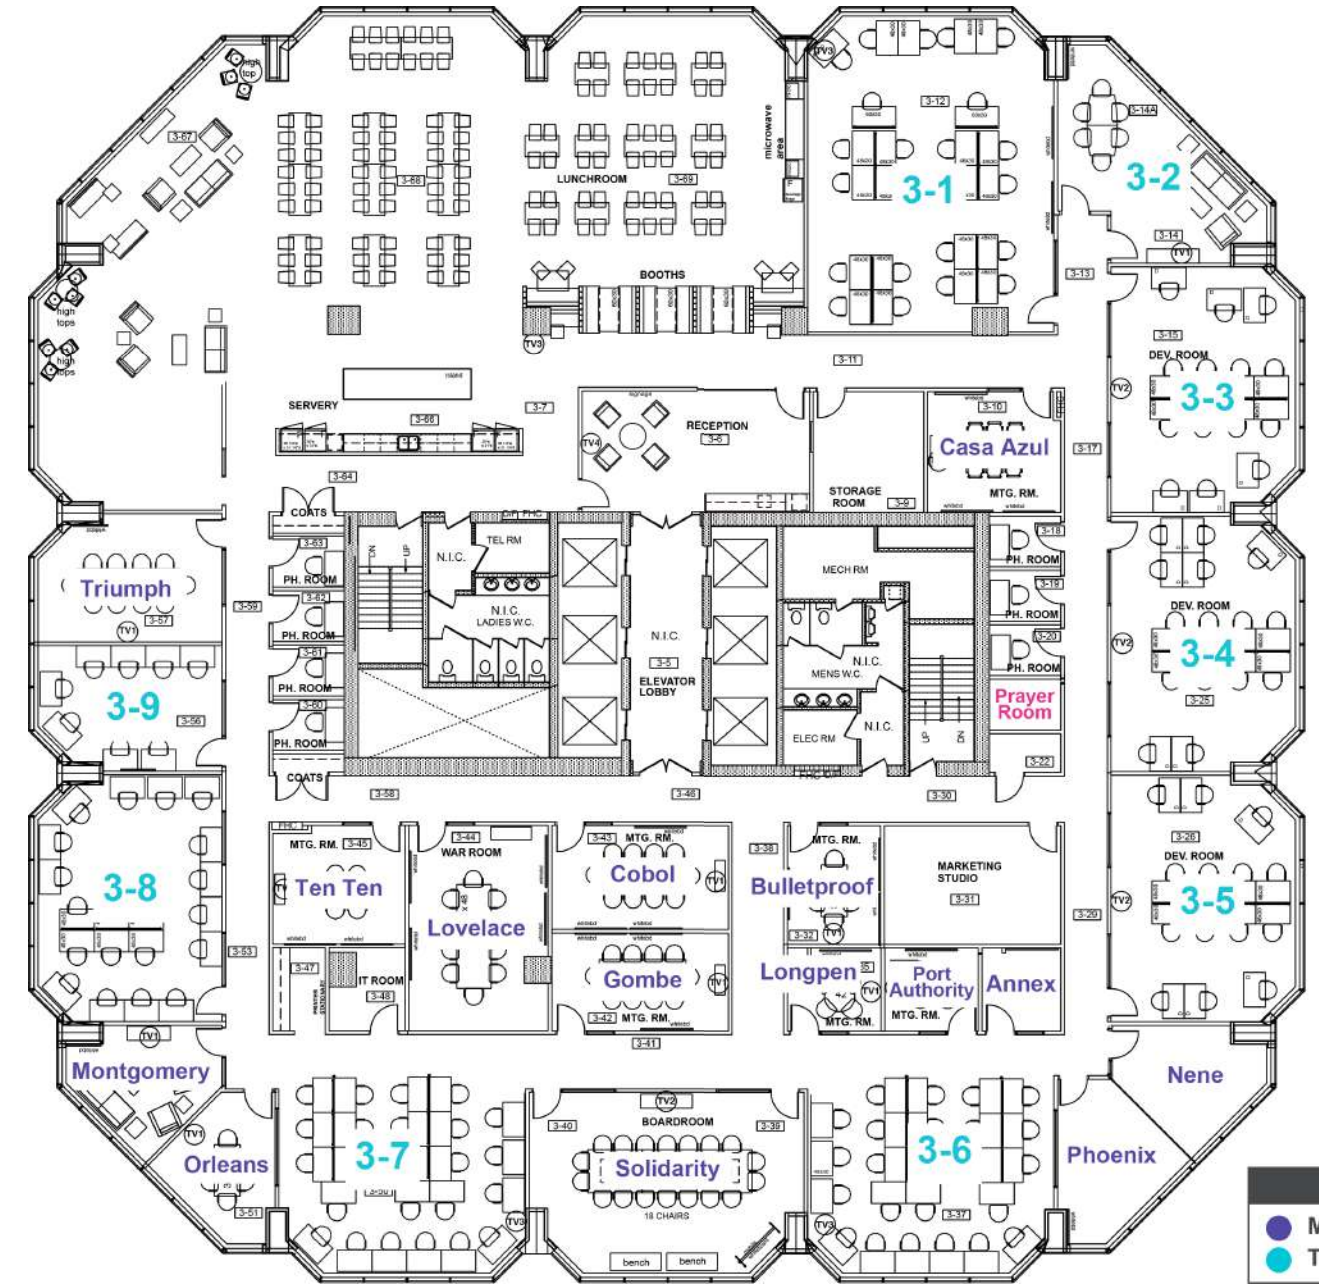 high
top
3-67
3-68
LUNCHROOM
3-69
microwave
area
TV3
3-12
3-1
3-14A
3-2
3-14
TV1
3-13
BOOTHS
high
tops
high
tops
TV3
3-11
3-15
DEV. ROOM
TV2
3-3
island
SERVERY
3-66
3-7
signage
RECEPTION
3-6
TV4
3-10
Casa Azul
MTG. RM.
3-17
STORAGE
ROOM
3-9
3-64
COATS
3-63
PH. ROOM
3-62
PH. ROOM
3-61
PH. ROOM
3-60
PH. ROOM
COATS
DN
UP
N.I.C.
TEL RM
N.I.C.
LADIES W.C.
N.I.C.
3-5
ELEVATOR
LOBBY
MECH RM
N.I.C.
MENS W.C.
ELEC RM
N.I.C.
UP
DN
3-18
PH. ROOM
3-19
PH. ROOM
3-20
PH. ROOM
Prayer
Room
3-22
DEV. ROOM
TV2
3-4
3-25
Triumph
3-57
TV1
3-59
3-9
3-56
3-58
3-46
3-30
3-8
3-53
FHC
MTG. RM.
3-45
Ten Ten
3-44
WAR ROOM
Lovelace
3-43
MTG. RM.
Cobol
TV1
3-38
MTG. RM.
Bulletproof
3-32
TV1
MARKETING
STUDIO
3-31
3-29
3-26
DEV. ROOM
TV2
3-5
3-47
IT ROOM
3-48
Gombe
TV1
3-42
MTG. RM.
3-41
Longpen
TV1
MTG. RM.
Port
Authority
MTG. RM.
Annex
TV1
Montgomery
TV1
Orleans
3-51
3-7
TV3
3-40
TV2
BOARDROOM
3-39
Solidarity
18 CHAIRS
bench
bench
3-6
3-37
TV3
Nene
Phoenix
M
T